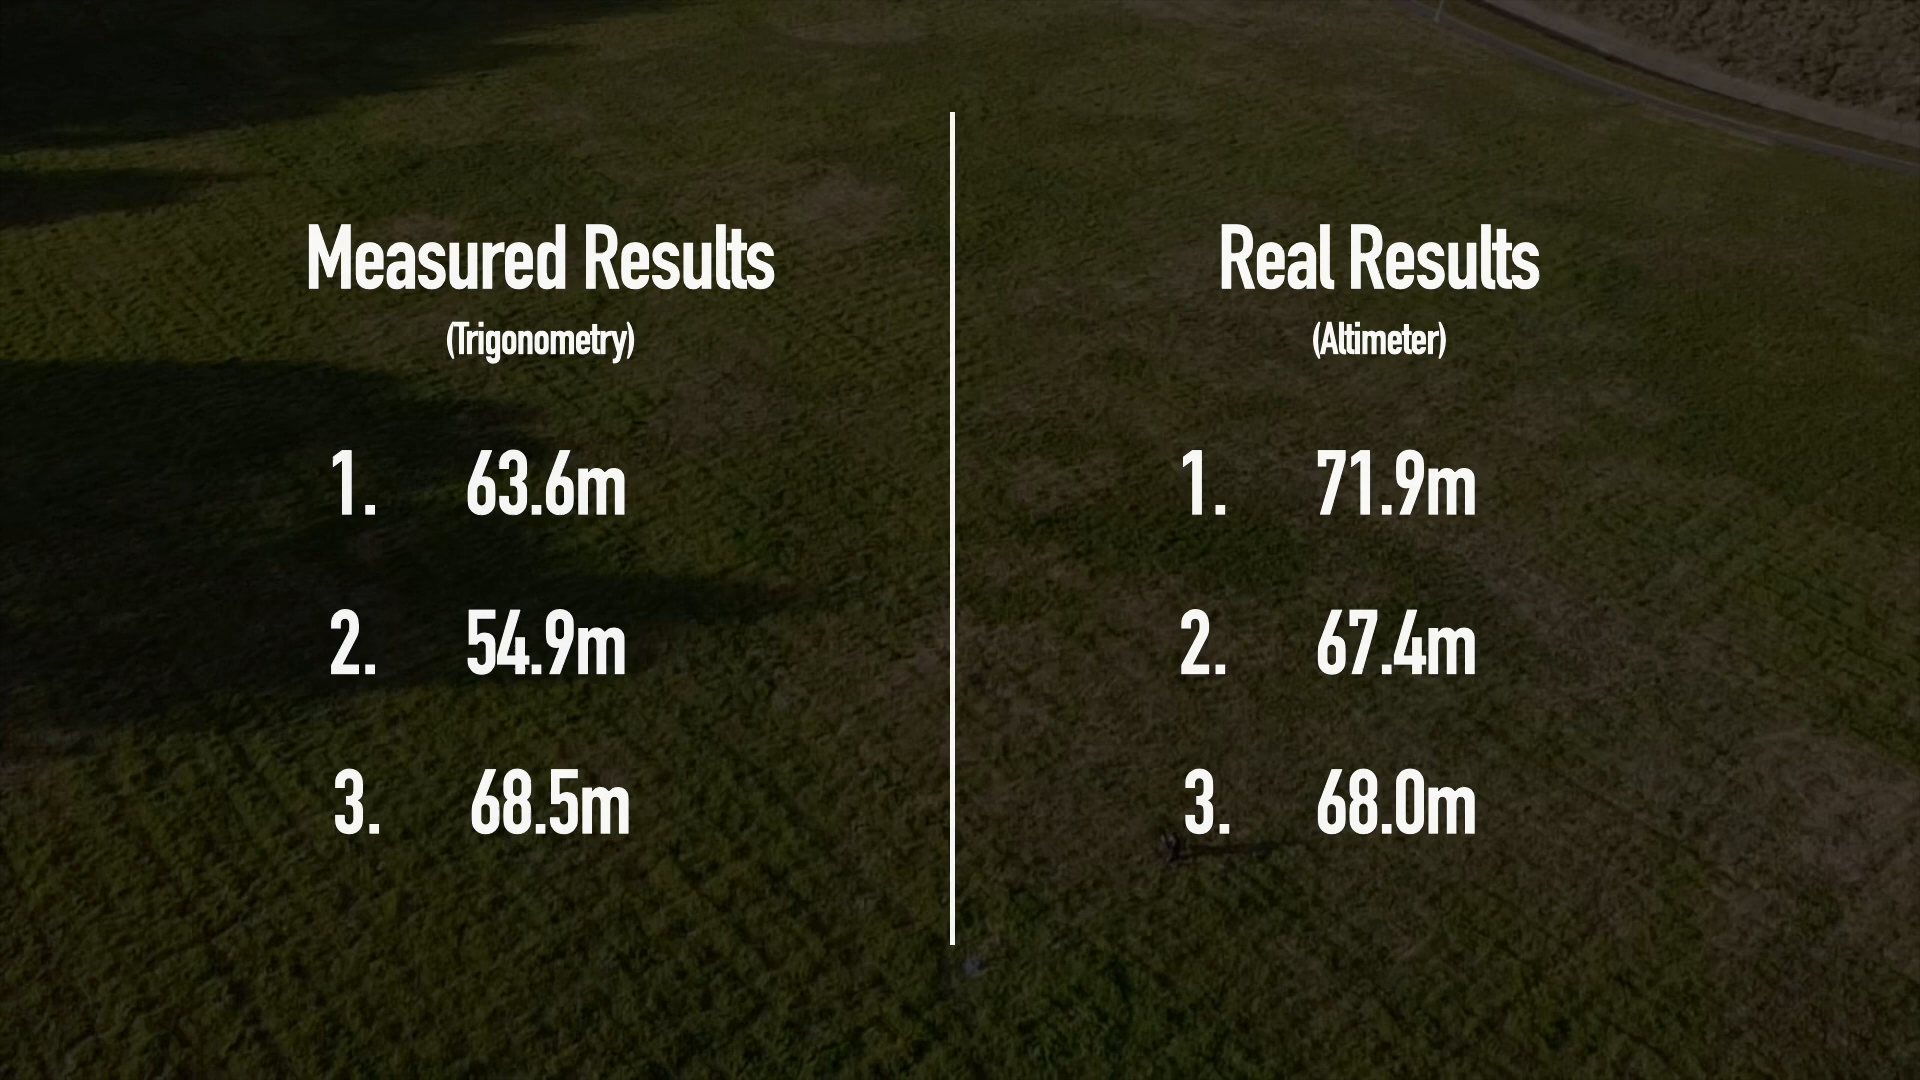 Measured Results
(Trigonometry)
1. 63.6m
2. 54.9m
3. 68.5m
Real Results
(Altimeter)
1. 71.9m
2. 67.4m
3. 68.0m